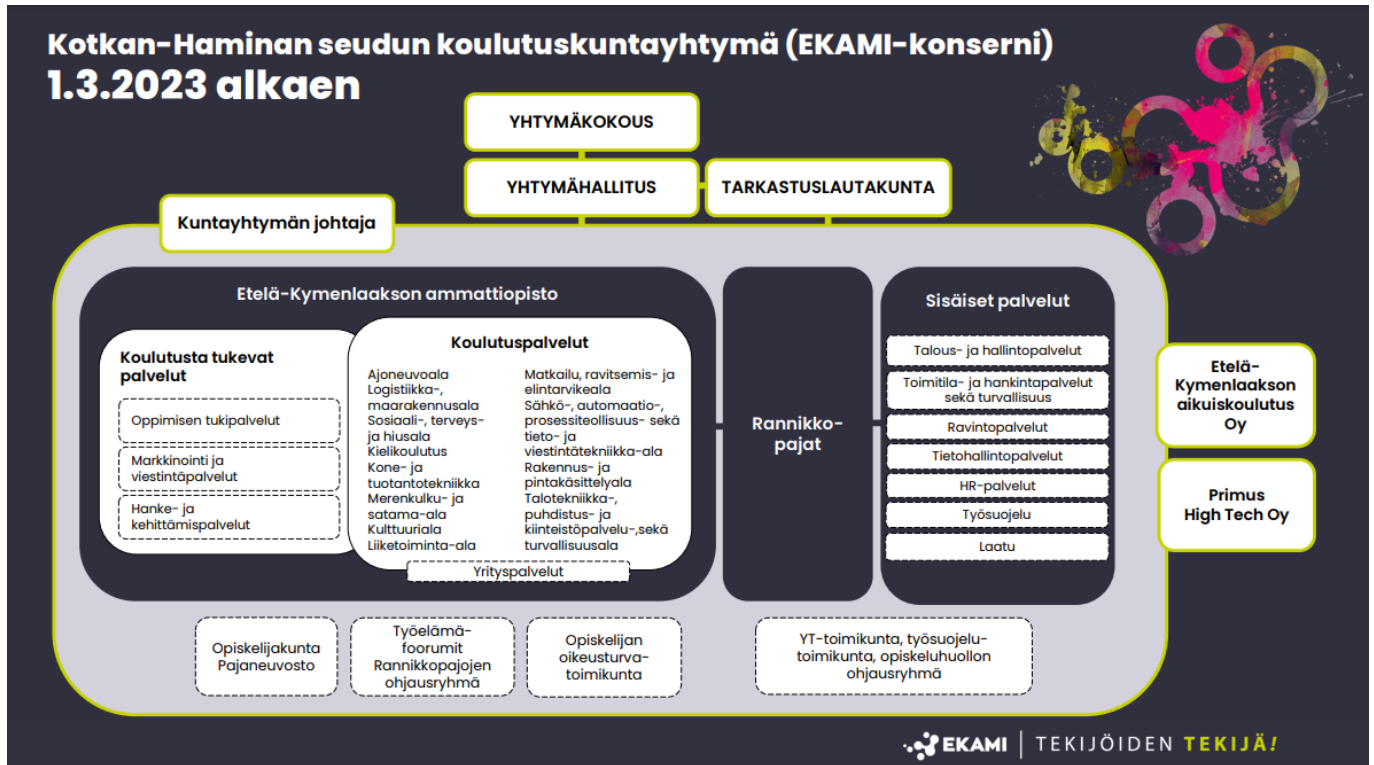 Kotkan-Haminan seudun koulutuskuntayhtymä (EKAMI-konserni)
1.3.2023 alkaen
YHTYMÄKOKOUS
YHTYMÄHALLITUS
TARKASTUSLAUTAKUNTA
Kuntayhtymän johtaja
Etelä-Kymenlaakson ammattiopisto
Koulutusta tukevat
palvelut
Oppimisen tukipalvelut
Markkinointi ja
viestintäpalvelut
Hanke- ja
kehittämispalvelut
Koulutuspalvelut
Ajoneuvoala
Logistiikka-,
maarakennusala
Sosiaali-, terveys-
ja hiusala
Kielikoulutus
Kone- ja
tuotantotekniikka
Merenkulku- ja
satama-ala
Kulttuuriala
Liiketoiminta-ala
Matkailu, ravitsemis- ja
elintarvikeala
Sähkö-, automaatio-,
prosessiteollisuus- sekä
tieto- ja
viestintätekniikka-ala
Rakennus- ja
pintakäsittelyala
Talotekniikka-,
puhdistus- ja
kiinteistöpalvelu-,sekä
turvallisuusala
Yrityspalvelut
Rannikko-
pajat
Sisäiset palvelut
Talous- ja hallintopalvelut
Toimitila- ja hankintapalvelut
sekä turvallisuus
Ravintopalvelut
Tietohallintopalvelut
HR-palvelut
Työsuojelu
Laatu
Etelä-
Kymenlaakson
aikuiskoulutus
Oy
Primus
High Tech Oy
Opiskelijakunta
Pajaneuvosto
Työelämä-
foorumit
Rannikkopajojen
ohjausryhmä
Opiskelijan
oikeusturva-
toimikunta
YT-toimikunta, työsuojelu-
toimikunta, opiskeluhuollon
ohjausryhmä
EKAMI | TEKIJÖIDEN TEKIJÄ!